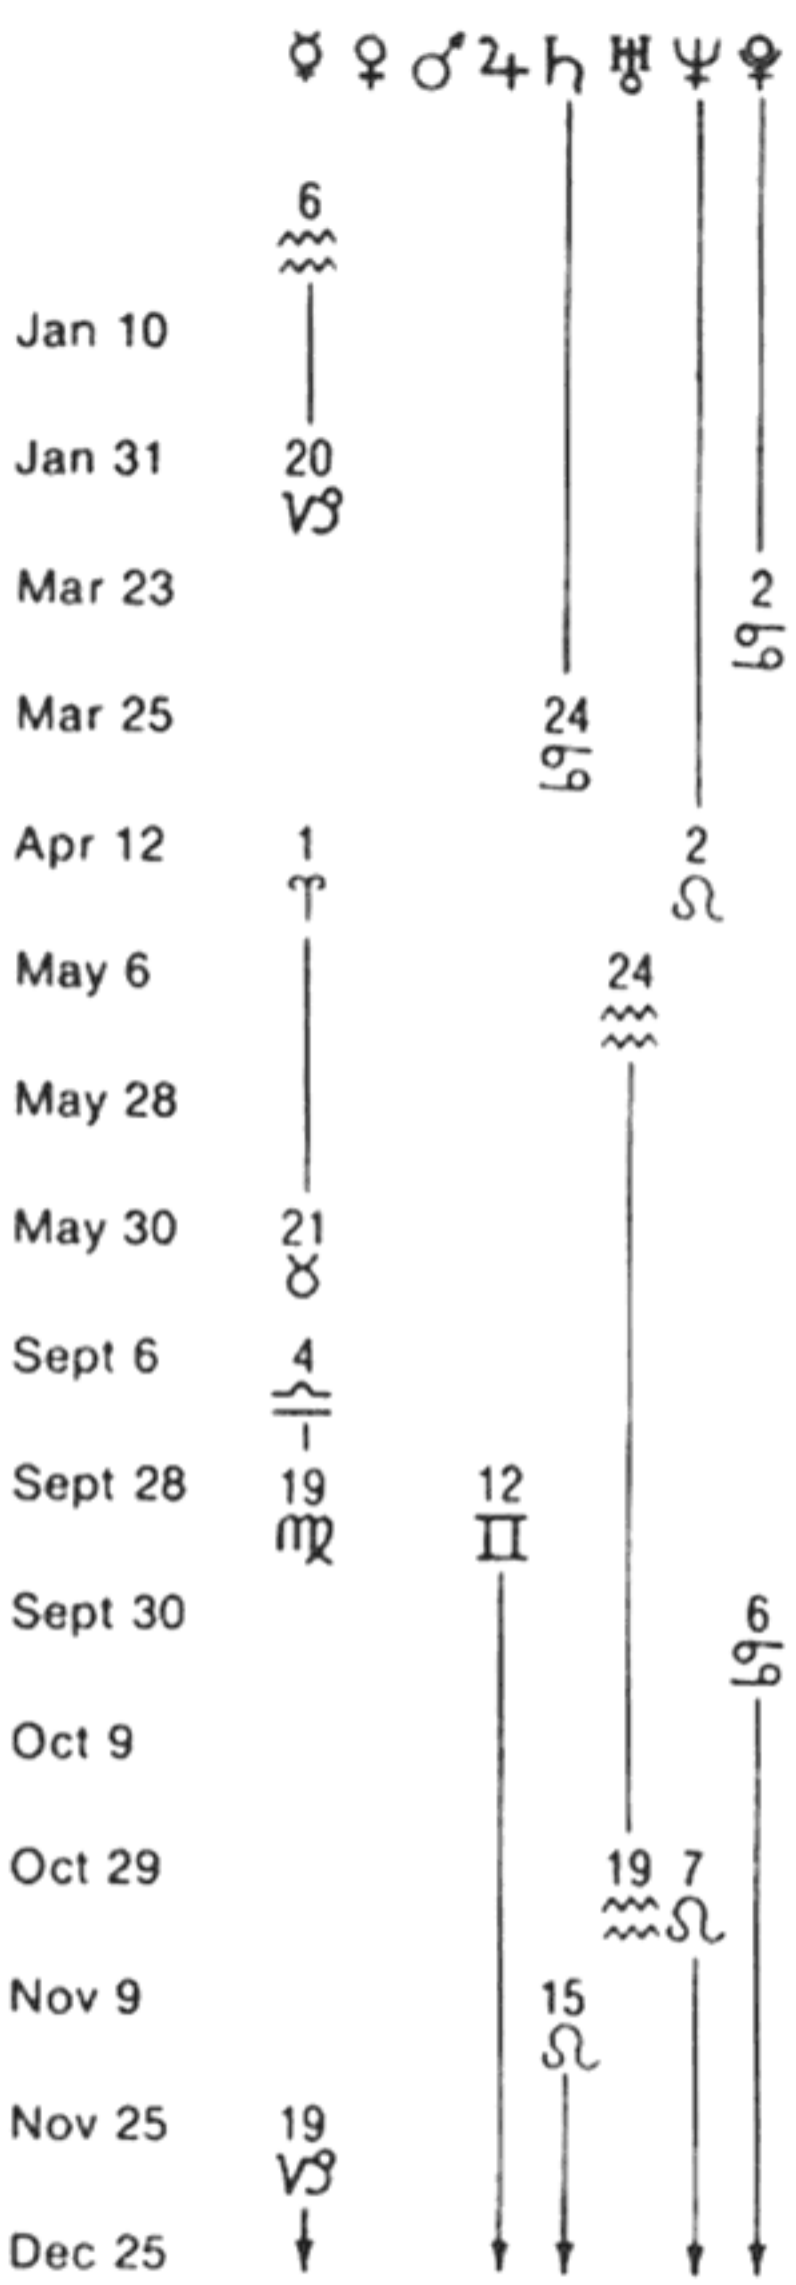 ☿ ♀ ♂ ♃ ♄ ♅ ♆ ♇
6
♒
Jan 10
Jan 31 20
♑
Mar 23 2
♋
Mar 25 24
♋
Apr 12 1 2
♈ ♌
May 6 24
♒
May 28
May 30 21
♉
Sept 6 4
♎
Sept 28 19 12
♍ ♊
Sept 30 6
♋
Oct 9
Oct 29 19 7
♒ ♌
Nov 9 15
♌
Nov 25 19
♑
Dec 25